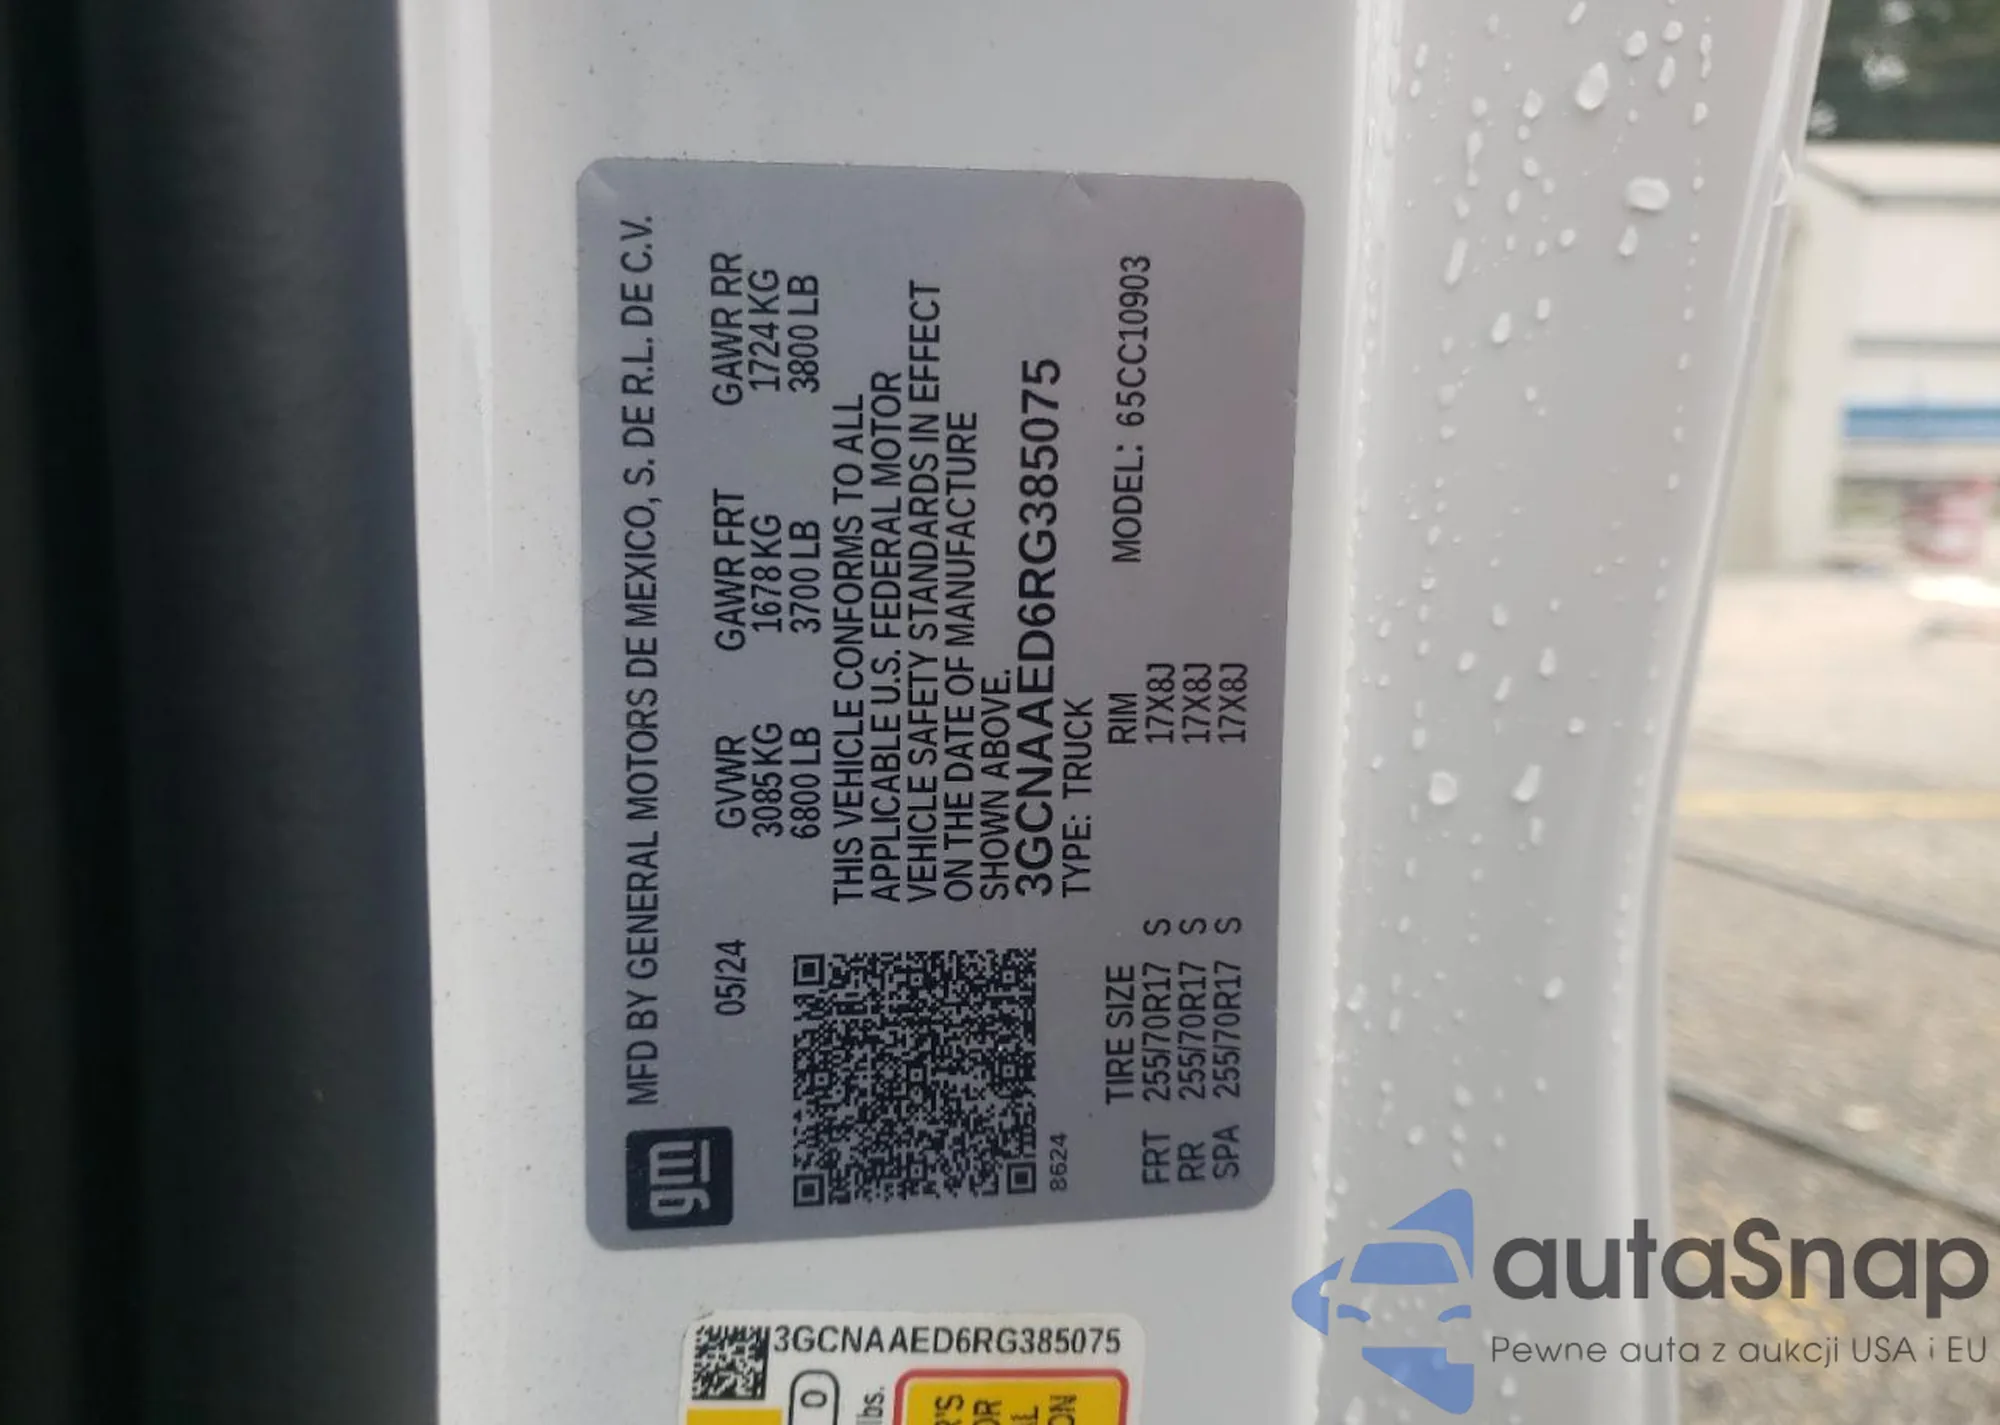 gm
MFD BY GENERAL MOTORS DE MEXICO, S. DE R.L. DE C.V.
05/24 GVWR GAWR FRT GAWR RR
3085 KG 1678 KG 1724 KG
6800 LB 3700 LB 3800 LB
THIS VEHICLE CONFORMS TO ALL
APPLICABLE U.S. FEDERAL MOTOR
VEHICLE SAFETY STANDARDS IN EFFECT
ON THE DATE OF MANUFACTURE
SHOWN ABOVE.
3GCNAAED6RG385075
8624 TYPE: TRUCK
TIRE SIZE RIM MODEL: 65CC10903
FRT 255/70R17 S 17X8J
RR 255/70R17 S 17X8J
SPA 255/70R17 S 17X8J
3GCNAAED6RG385075
0
lbs.
autaSnap
Pewne auta z aukcji USA i EU